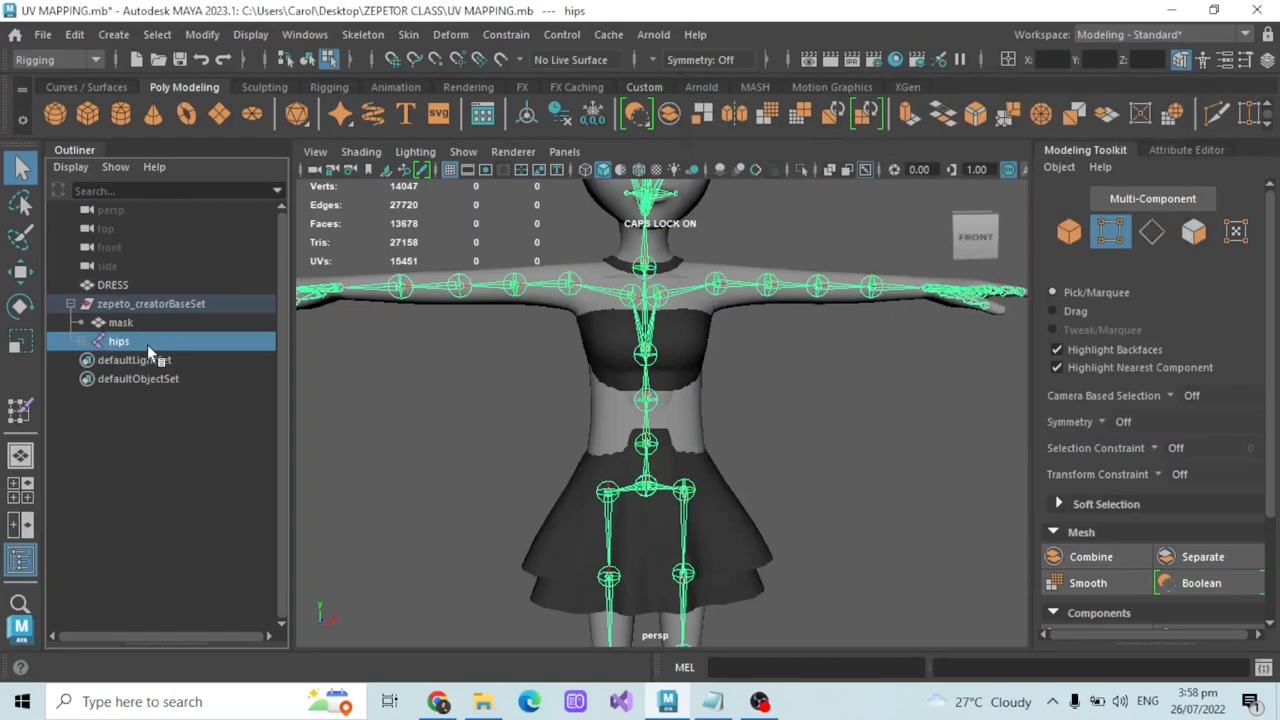 UV MAPPING.mb* - Autodesk MAYA 2023.1: C:\Users\Carol\Desktop\ZEPETOR CLASS\UV MAPPING.mb --- hips
File Edit Create Select Modify Display Windows Skeleton Skin Deform Constrain Control Cache Arnold Help Workspace: Modeling - Standard*
Rigging No Live Surface Symmetry: Off X: Y: Z:
Curves / Surfaces Poly Modeling Sculpting Rigging Animation Rendering FX FX Caching Custom Arnold MASH Motion Graphics XGen
T svg 0,0,0
Outliner
Display Show Help
Search...
persp
top
front
side
DRESS
zepeto_creatorBaseSet
mask
hips
defaultObjectSet
View Shading Lighting Show Renderer Panels
0.00 1.00
Verts: 14047 0 0
Edges: 27720 0 0
Faces: 13678 0 0
Tris: 27158 0 0
UVs: 15451 0 0
CAPS LOCK ON
FRONT
y
persp
Modeling Toolkit Attribute Editor
Object Help
Multi-Component
Pick/Marquee
Drag
Tweak/Marquee
Highlight Backfaces
Highlight Nearest Component
Camera Based Selection Off
Symmetry Off
Selection Constraint Off 0
Transform Constraint Off
Soft Selection
Mesh
Combine Separate
Smooth Boolean
Components
M
AYA
MEL
Type here to search
27°C Cloudy
ENG
3:58 pm
26/07/2022
1